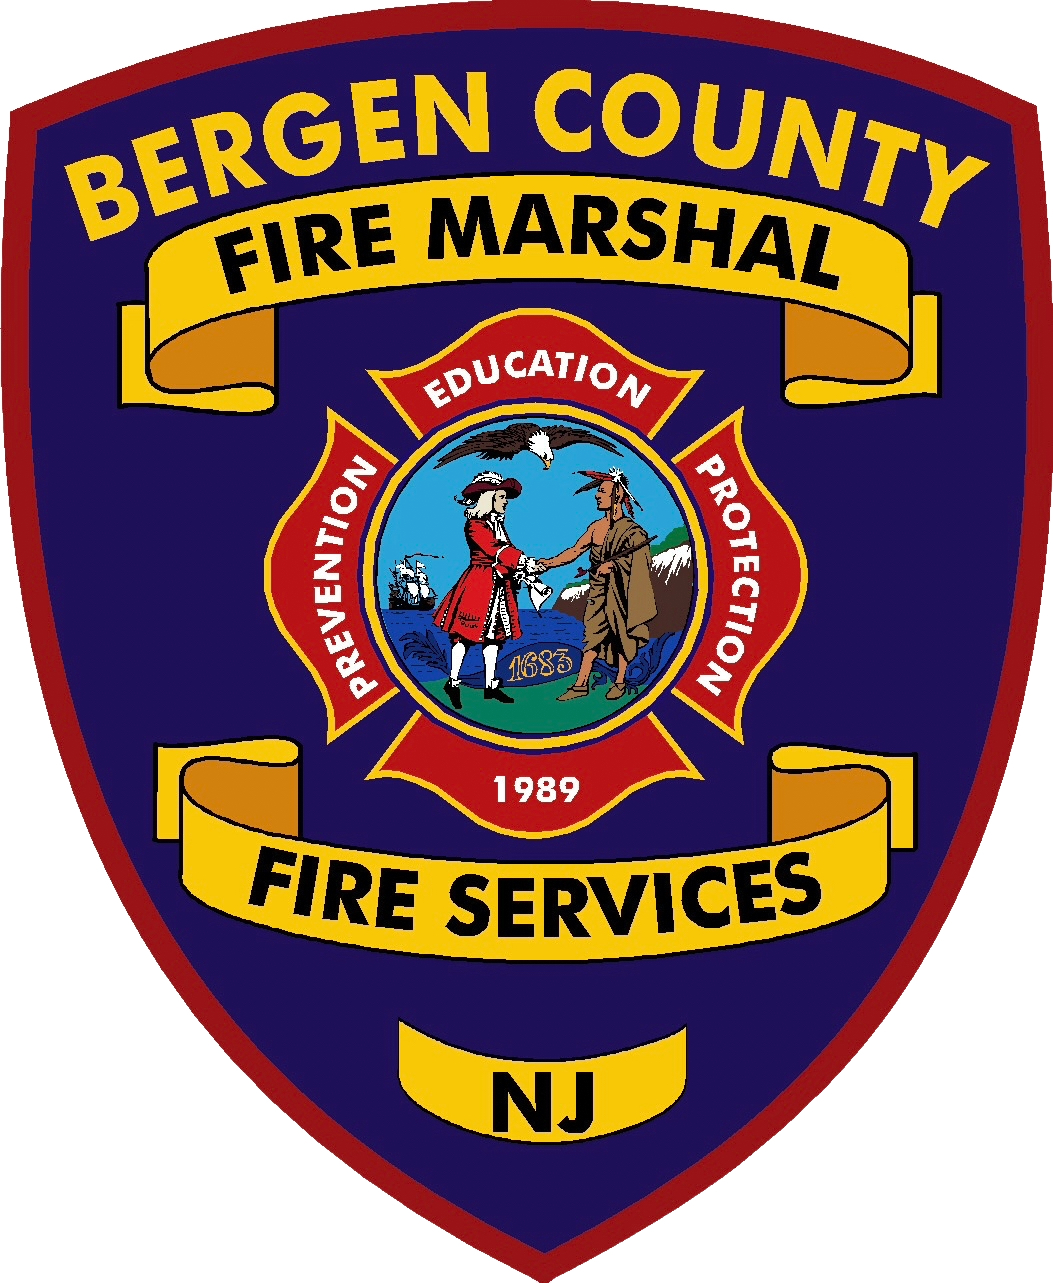 BERGEN COUNTY
FIRE MARSHAL
EDUCATION
PREVENTION
PROTECTION
1683
1989
FIRE SERVICES
NJ